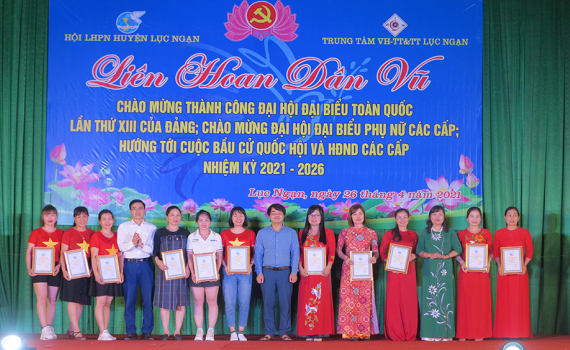 HỘI LHPN HUYỆN LỤC NGẠN
TRUNG TÂM VH-TT&TT LỤC NGẠN
Liên Hoan Dân Vũ
CHÀO MỪNG THÀNH CÔNG ĐẠI HỘI ĐẠI BIỂU TOÀN QUỐC
LẦN THỨ XIII CỦA ĐẢNG; CHÀO MỪNG ĐẠI HỘI ĐẠI BIỂU PHỤ NỮ CÁC CẤP;
HƯỚNG TỚI CUỘC BẦU CỬ QUỐC HỘI VÀ HĐND CÁC CẤP
NHIỆM KỲ 2021 - 2026
Lục Ngạn, ngày 26 tháng 4 năm 2021